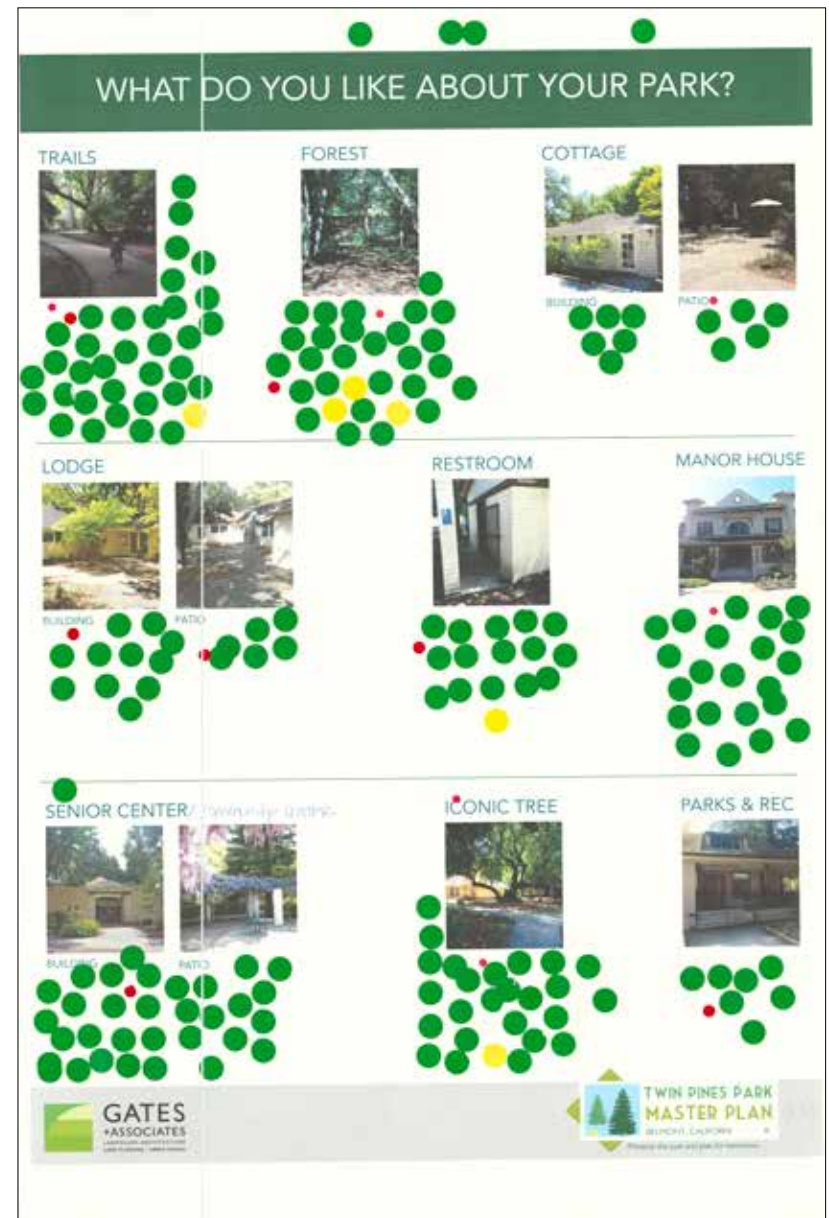 WHAT DO YOU LIKE ABOUT YOUR PARK?
TRAILS
FOREST
COTTAGE
BUILDING
PATIO
LODGE
RESTROOM
MANOR HOUSE
BUILDING
PATIO
SENIOR CENTER
ICONIC TREE
PARKS & REC
BUILDING
PATIO
GATES
+ASSOCIATES
TWIN PINES PARK
MASTER PLAN
BELMONT, CALIFORNIA